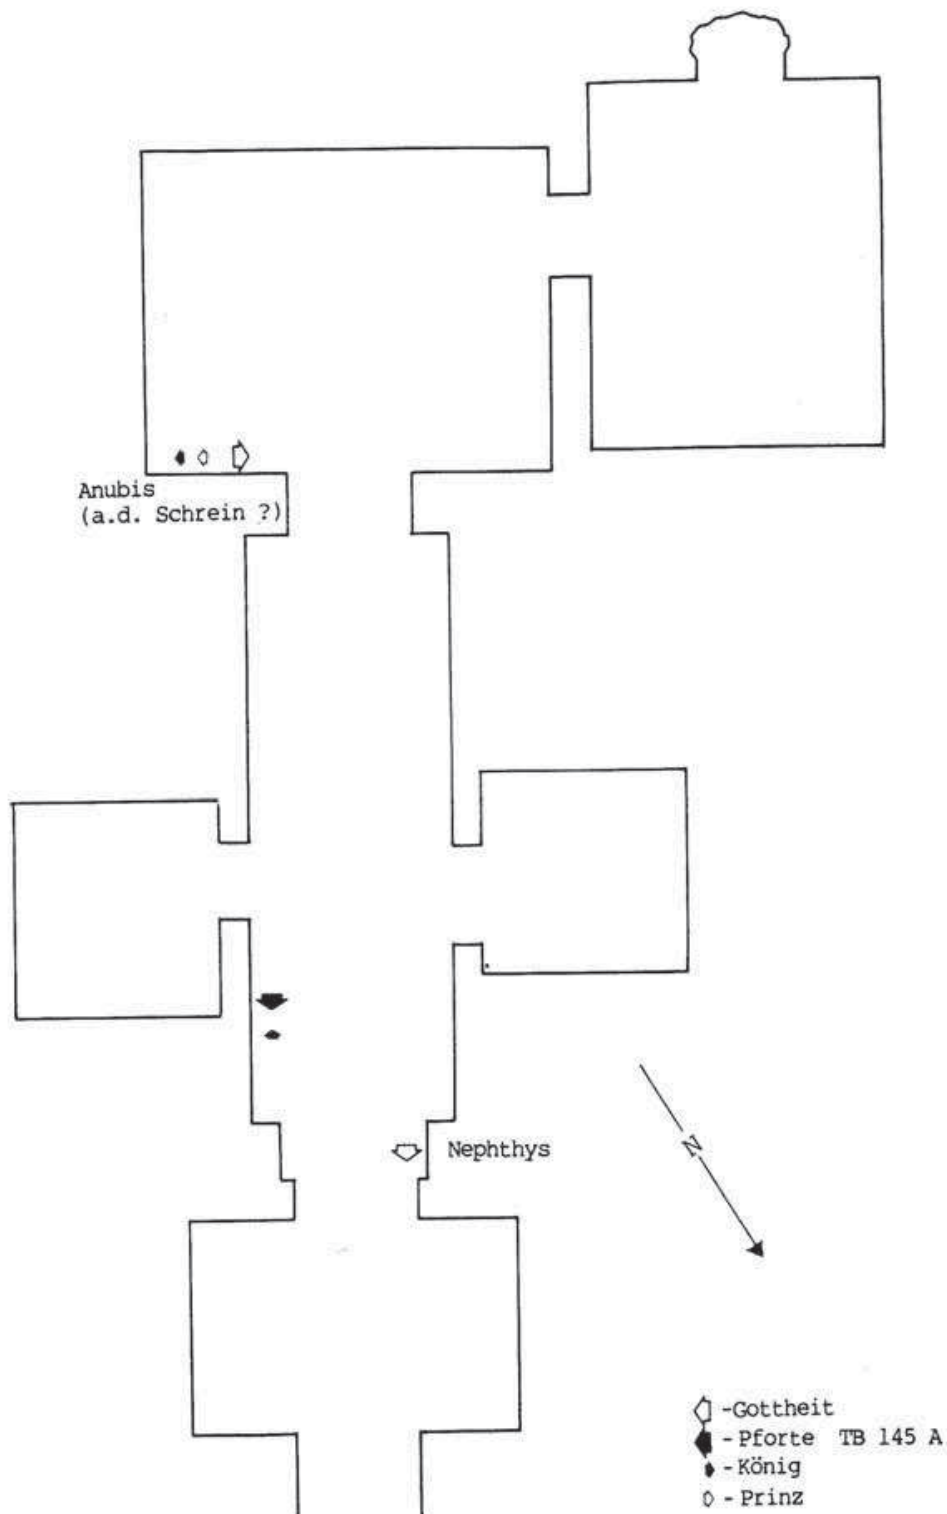 Anubis
(a.d. Schrein ?)
Nephthys
N
-Gottheit
-Pforte TB 145 A
-König
-Prinz